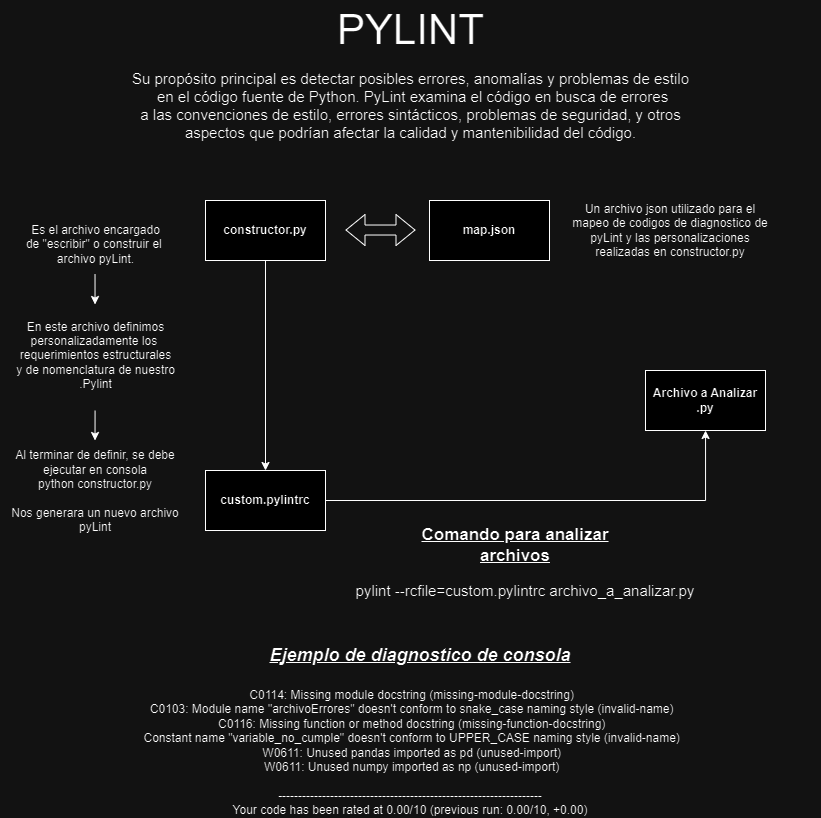 PYLINT
Su propósito principal es detectar posibles errores, anomalías y problemas de estilo
en el código fuente de Python. PyLint examina el código en busca de errores
a las convenciones de estilo, errores sintácticos, problemas de seguridad, y otros
aspectos que podrían afectar la calidad y mantenibilidad del código.
Es el archivo encargado
de "escribir" o construir el
archivo pyLint.
constructor.py
map.json
Un archivo json utilizado para el
mapeo de codigos de diagnostico de
pyLint y las personalizaciones
realizadas en constructor.py
En este archivo definimos
personalizadamente los
requerimientos estructurales
y de nomenclatura de nuestro
.Pylint
Archivo a Analizar
.py
Al terminar de definir, se debe
ejecutar en consola
python constructor.py
Nos generara un nuevo archivo
pyLint
custom.pylintrc
Comando para analizar
archivos
pylint --rcfile=custom.pylintrc archivo_a_analizar.py
Ejemplo de diagnostico de consola
C0114: Missing module docstring (missing-module-docstring)
C0103: Module name "archivoErrores" doesn't conform to snake_case naming style (invalid-name)
C0116: Missing function or method docstring (missing-function-docstring)
Constant name "variable_no_cumple" doesn't conform to UPPER_CASE naming style (invalid-name)
W0611: Unused pandas imported as pd (unused-import)
W0611: Unused numpy imported as np (unused-import)
------------------------------------------------------------------
Your code has been rated at 0.00/10 (previous run: 0.00/10, +0.00)